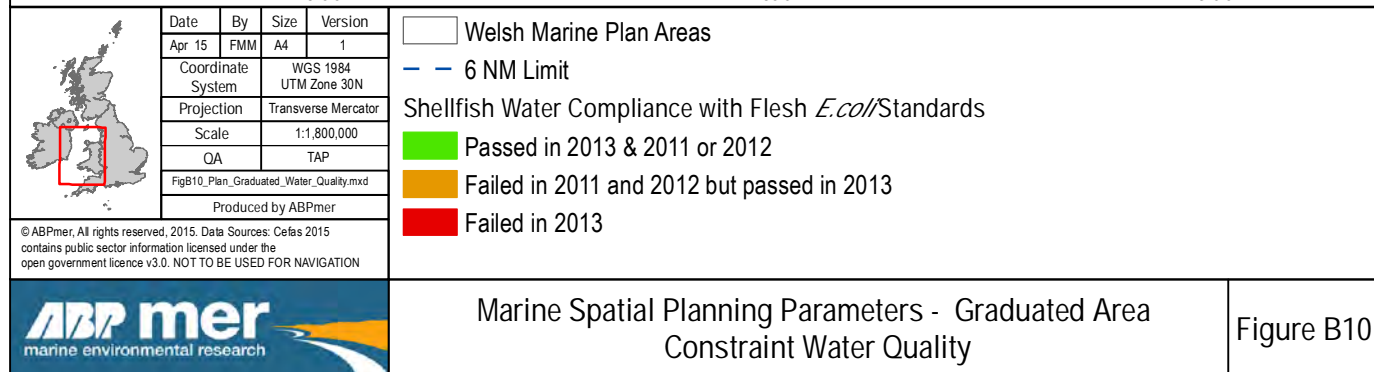 Date By Size Version
Apr 15 FMM A4 1
Coordinate System WGS 1984 UTM Zone 30N
Projection Transverse Mercator
Scale 1:1,800,000
QA TAP
FigB10_Plan_Graduated_Water_Quality.mxd
Produced by ABPmer
© ABPmer, All rights reserved, 2015. Data Sources: Cefas 2015
contains public sector information licensed under the
open government licence v3.0. NOT TO BE USED FOR NAVIGATION
Welsh Marine Plan Areas
6 NM Limit
Shellfish Water Compliance with Flesh E.coli Standards
Passed in 2013 & 2011 or 2012
Failed in 2011 and 2012 but passed in 2013
Failed in 2013
ABP mer
marine environmental research
Marine Spatial Planning Parameters - Graduated Area
Constraint Water Quality
Figure B10